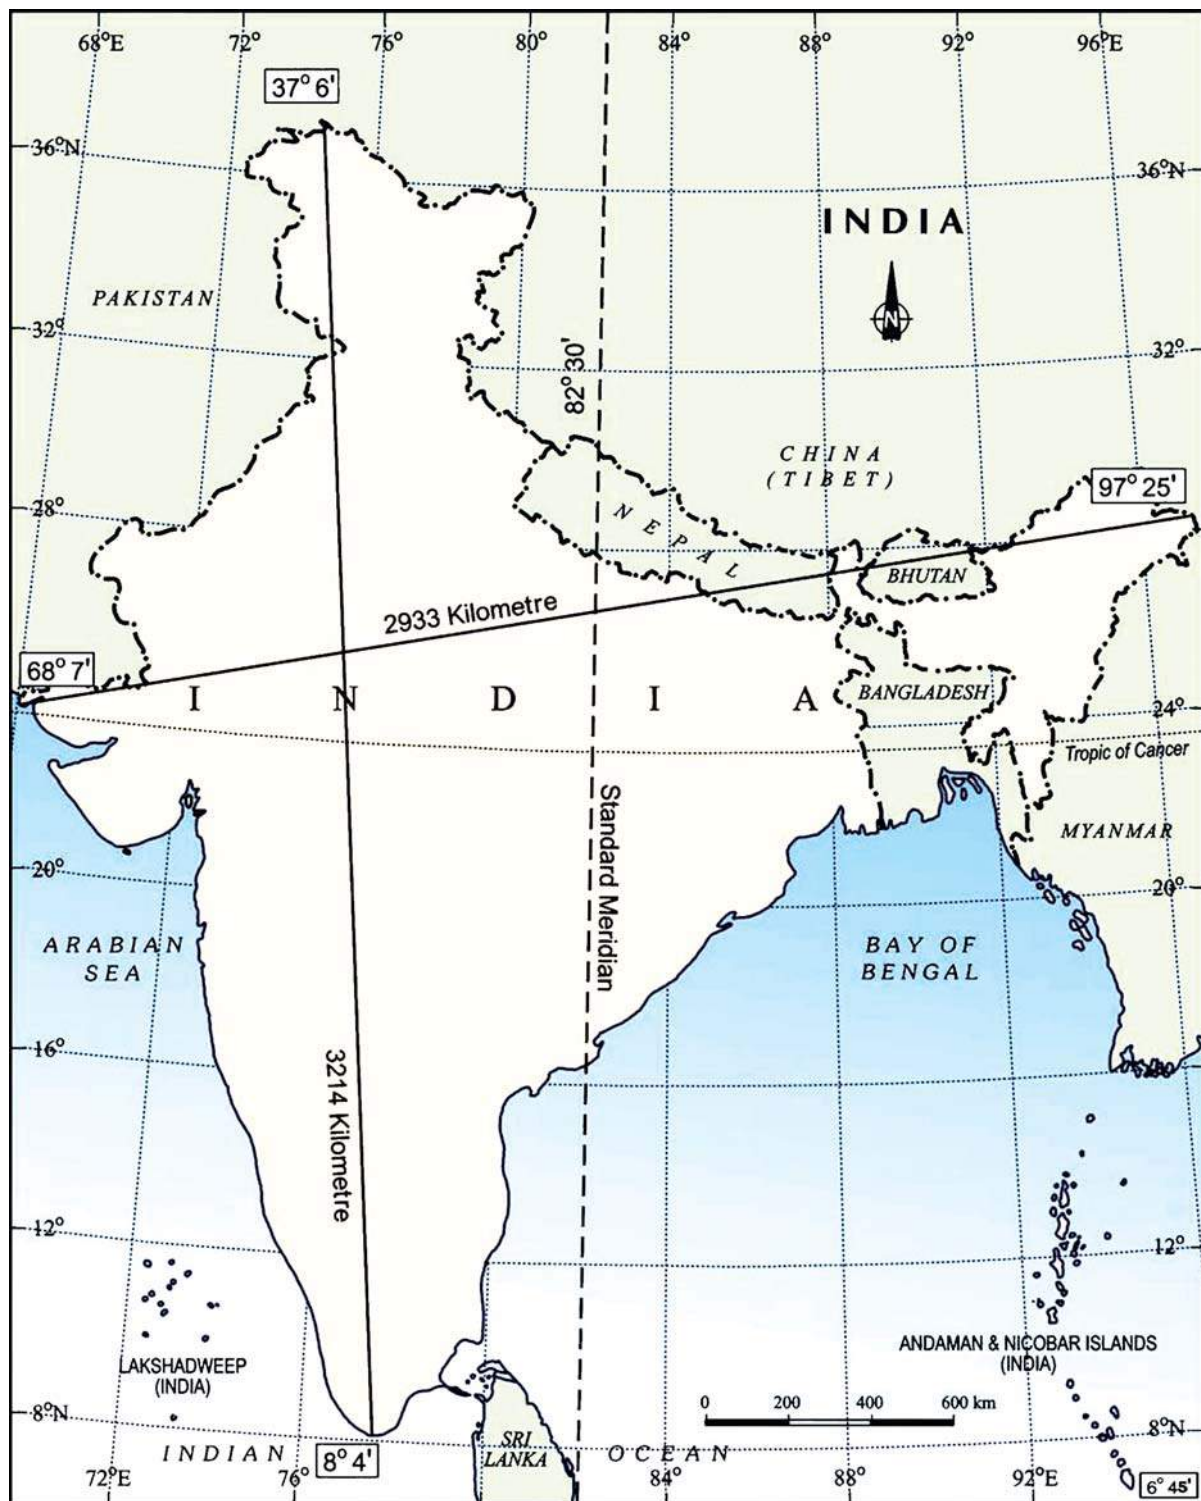 68°E
72°
76°
80°
84°
88°
92°
96°E
37° 6'
36°N
36°N
INDIA
N
PAKISTAN
32°
32°
82° 30'
CHINA
(TIBET)
97° 25'
28°
NEPAL
BHUTAN
2933 Kilometre
68° 7'
INDIA
BANGLADESH
24°
Tropic of Cancer
Standard Meridian
MYANMAR
20°
20°
ARABIAN
SEA
BAY OF
BENGAL
16°
3214 Kilometre
12°
12°
LAKSHADWEEP
(INDIA)
ANDAMAN & NICOBAR ISLANDS
(INDIA)
0 200 400 600 km
8°N
8°N
INDIAN OCEAN
8° 4'
SRI
LANKA
72°E
76°
84°
88°
92°E
6° 45'